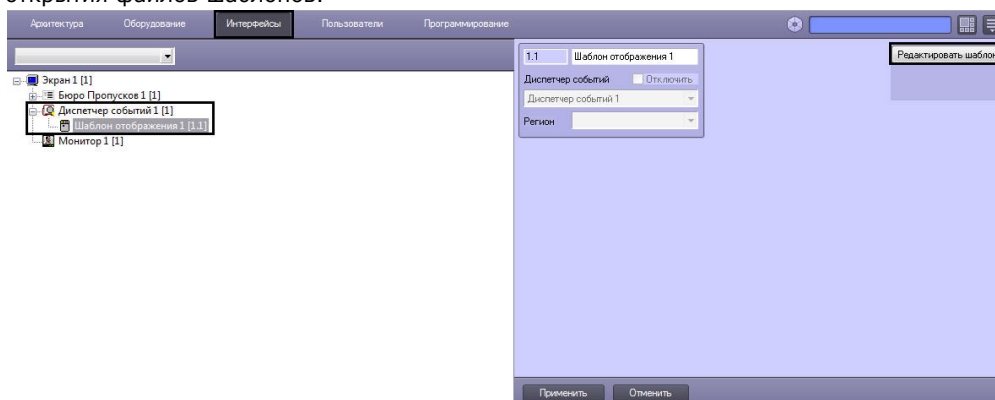 открытия файлов шаблонов.
Архитектура Оборудование Интерфейсы Пользователи Программирование
Экран 1 [1]
Бюро Пропусков 1 [1]
Диспетчер событий 1 [1]
Шаблон отображения 1 [1.1]
Монитор 1 [1]
1.1 Шаблон отображения 1
Диспетчер событий Отключить
Диспетчер событий 1
Регион
Редактировать шаблон
Применить Отменить